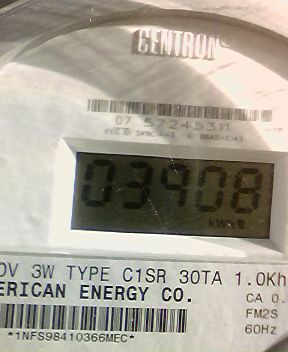 CENTRON
07 57245311
03908
kWh
0V 3W TYPE C1SR 30TA 1.0Kh
ERICAN ENERGY CO.
CA 0.
FM2S
60Hz
*1NFS98410366MEC*